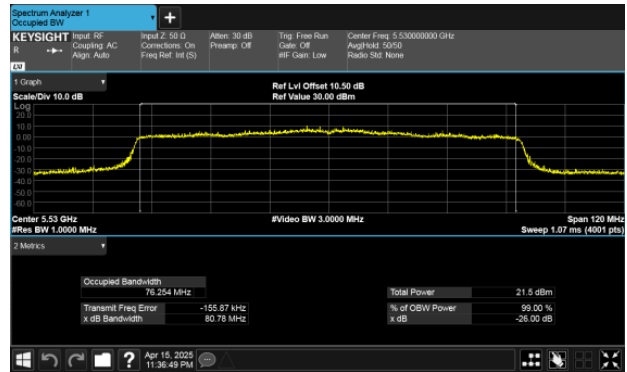 Spectrum Analyzer 1
Occupied BW
KEYSIGHT Input: RF Input Z: 50 Ω Atten: 30 dB Trig: Free Run Center Freq: 5.530000000 GHz
R Coupling: AC Corrections: On Preamp: Off Gate: Off Avg|Hold: 50/50
Align: Auto Freq Ref: Int (S) #IF Gain: Low Radio Std: None
LXI
1 Graph
Ref Lvl Offset 10.50 dB
Scale/Div 10.0 dB Ref Value 30.00 dBm
Log
20.0
10.0
0.00
-10.0
-20.0
-30.0
-40.0
-50.0
-60.0
Center 5.53 GHz #Video BW 3.0000 MHz Span 120 MHz
#Res BW 1.0000 MHz Sweep 1.07 ms (4001 pts)
2 Metrics
Occupied Bandwidth
76.254 MHz Total Power 21.5 dBm
Transmit Freq Error -155.87 kHz % of OBW Power 99.00 %
x dB Bandwidth 80.78 MHz x dB -26.00 dB
? Apr 15, 2025
11:36:49 PM